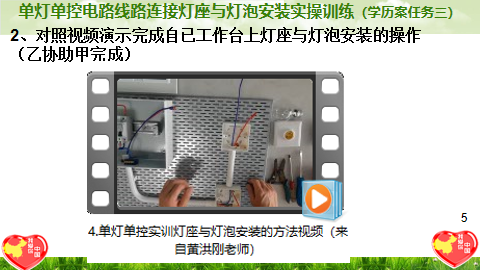 单灯单控电路线路连接灯座与灯泡安装实操训练（学历案任务三）
2、对照视频演示完成自己工作台上灯座与灯泡安装的操作
（乙协助甲完成）
4.单灯单控实训灯座与灯泡安装的方法视频（来
自黄洪刚老师）
5